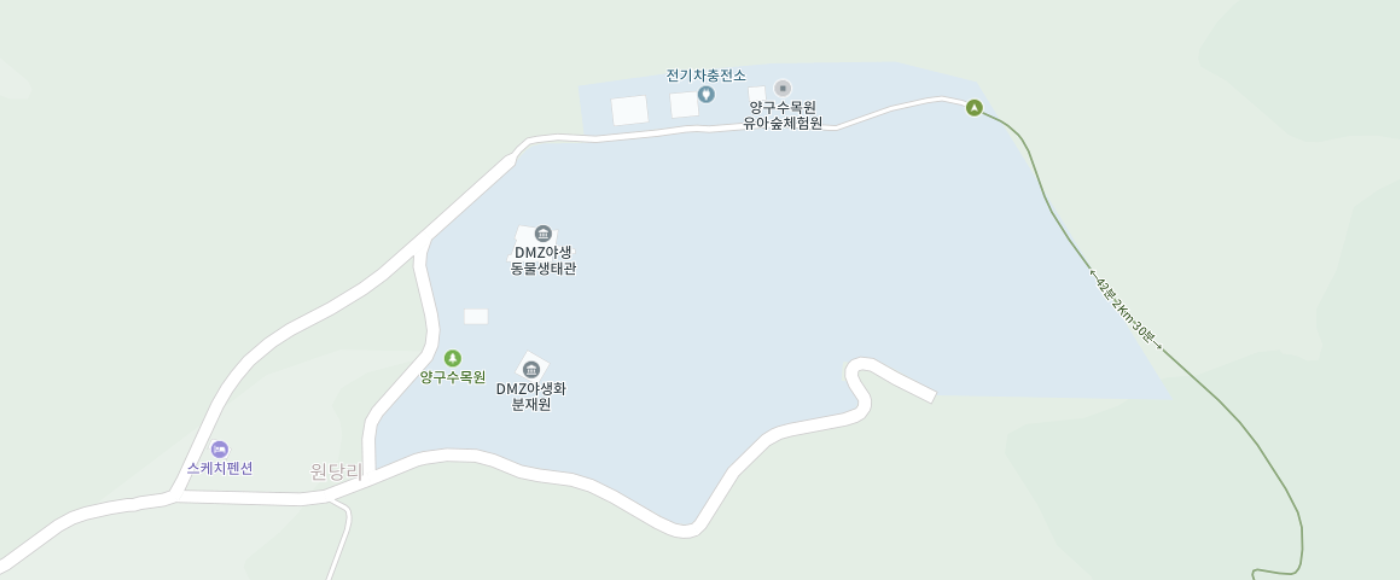 전기차충전소
양구수목원
유아숲체험원
DMZ야생
동물생태관
←42분-2Km-30분→
양구수목원
DMZ야생화
분재원
스케치펜션
원당리